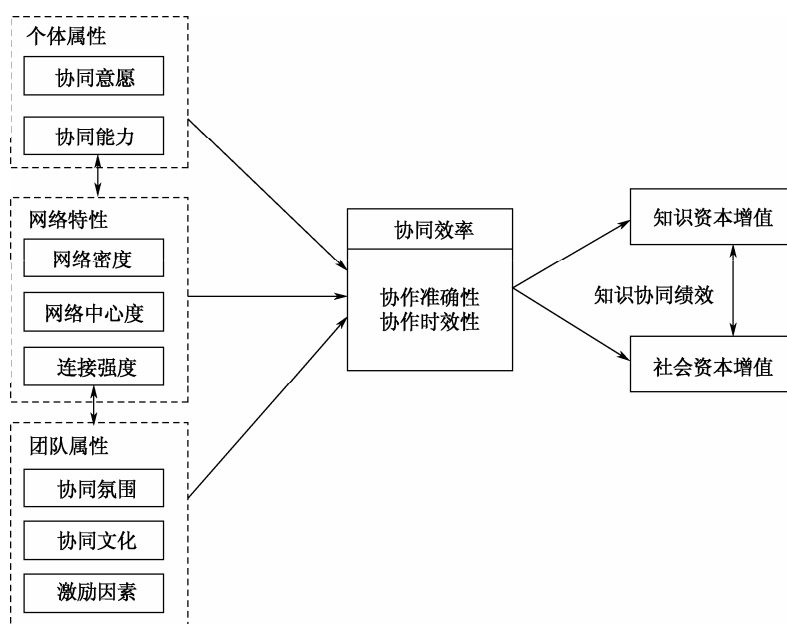 个体属性
协同意愿
协同能力
网络特性
网络密度
网络中心度
连接强度
团队属性
协同氛围
协同文化
激励因素
协同效率
协作准确性
协作时效性
知识资本增值
知识协同绩效
社会资本增值